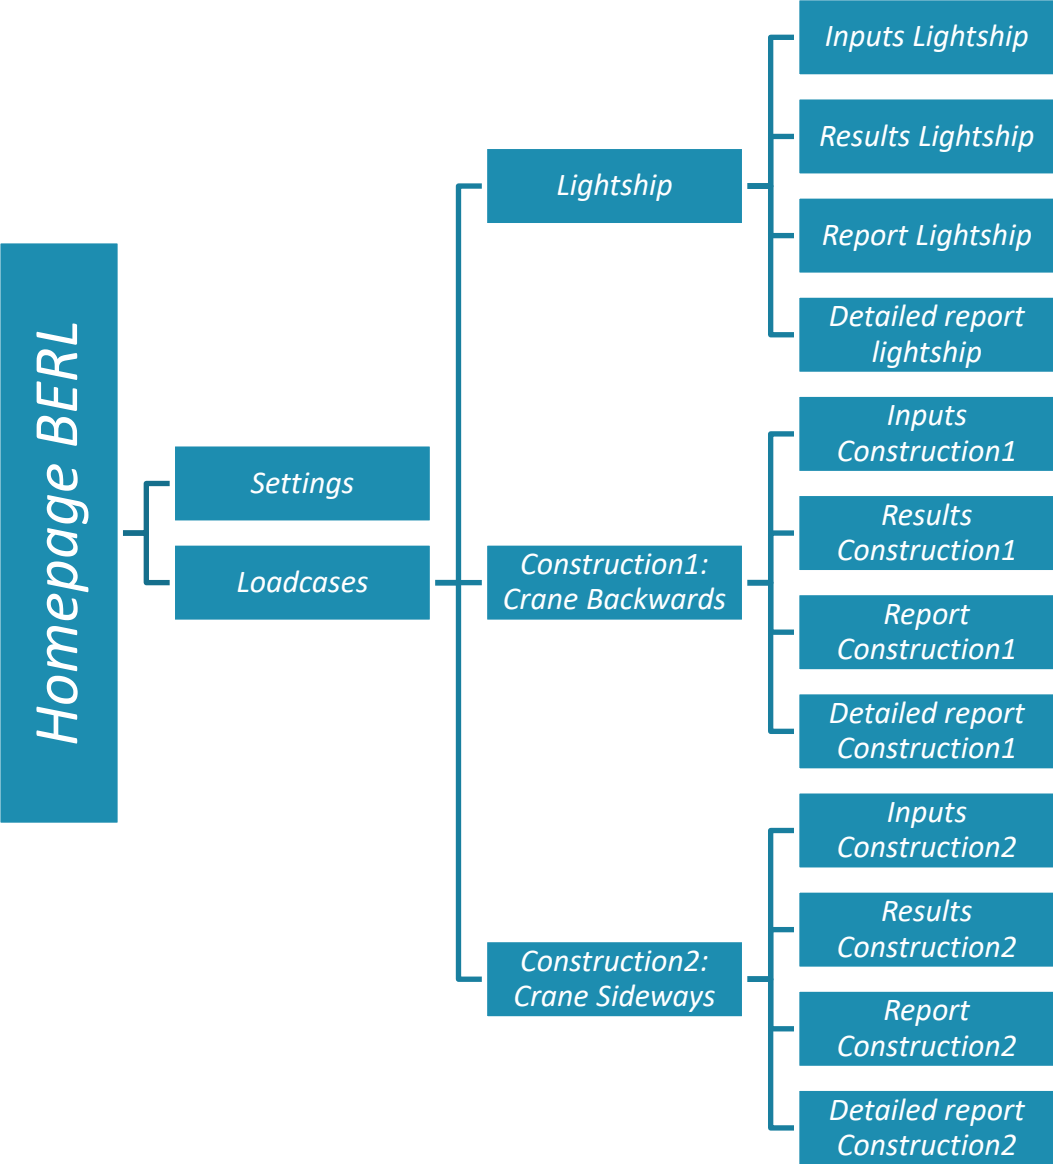 Homepage BERL
Settings
Loadcases
Lightship
Inputs Lightship
Results Lightship
Report Lightship
Detailed report
lightship
Construction1:
Crane Backwards
Inputs
Construction1
Results
Construction1
Report
Construction1
Detailed report
Construction1
Construction2:
Crane Sideways
Inputs
Construction2
Results
Construction2
Report
Construction2
Detailed report
Construction2